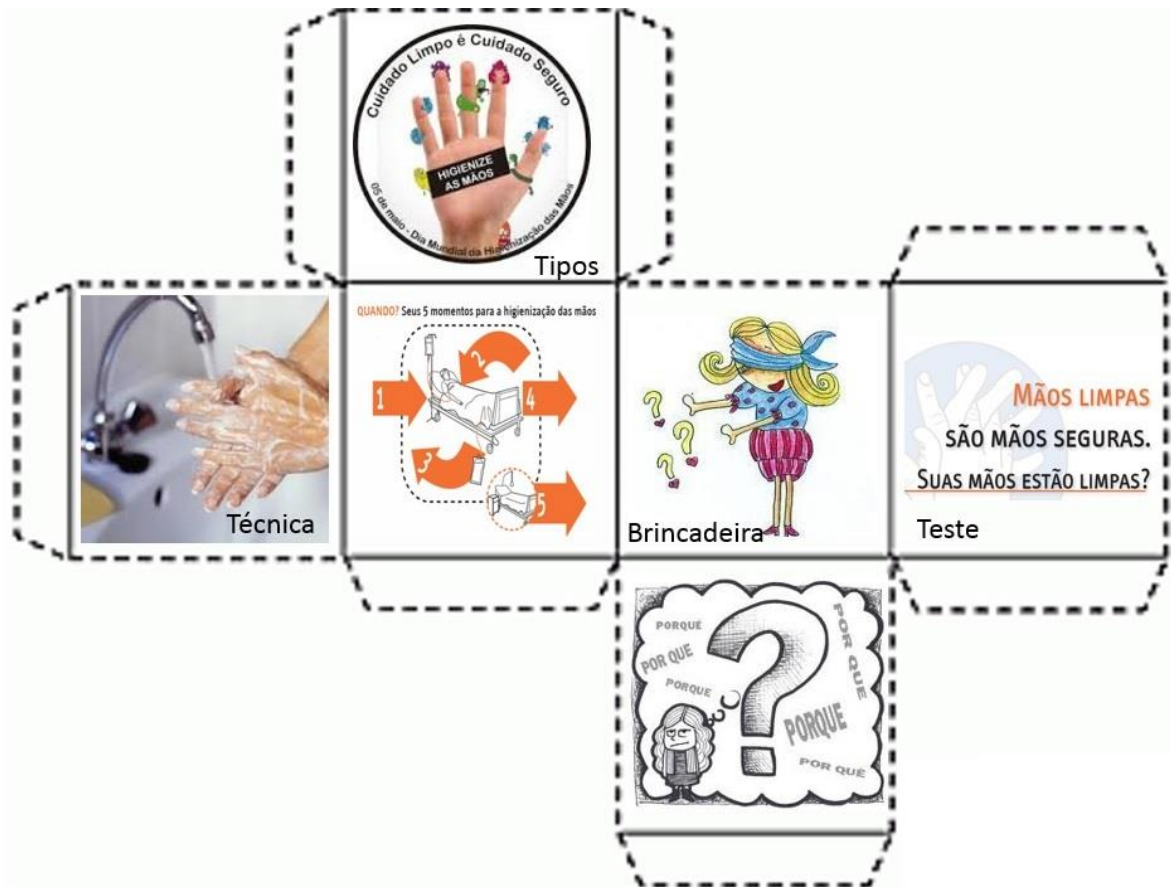 Cuidado Limpo é Cuidado Seguro
HIGIENIZE
AS MÃOS
05 de maio - Dia Mundial da Higienização das Mãos
Tipos
Técnica
QUANDO? Seus 5 momentos para a higienização das mãos
1
2
3
4
5
Brincadeira
? ? ? ?
MÃOS LIMPAS
SÃO MÃOS SEGURAS.
SUAS MÃOS ESTÃO LIMPAS?
Teste
PORQUÊ
POR QUE
PORQUE
?
POR QUE
PORQUE
POR QUÊ